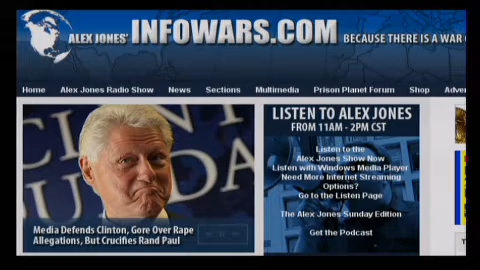 ALEX JONES' INFOWARS.COM BECAUSE THERE IS A WAR
Home Alex Jones Radio Show News Sections Multimedia Prison Planet Forum Shop Adver
CLINTON
FOUNDA
Media Defends Clinton, Gore Over Rape
Allegations, But Crucifies Rand Paul
LISTEN TO ALEX JONES
FROM 11AM - 2PM CST
Listen to the
Alex Jones Show Now
Listen with Windows Media Player
Need More Internet Streaming
Options?
Go to the Listen Page
The Alex Jones Sunday Edition
Get the Podcast